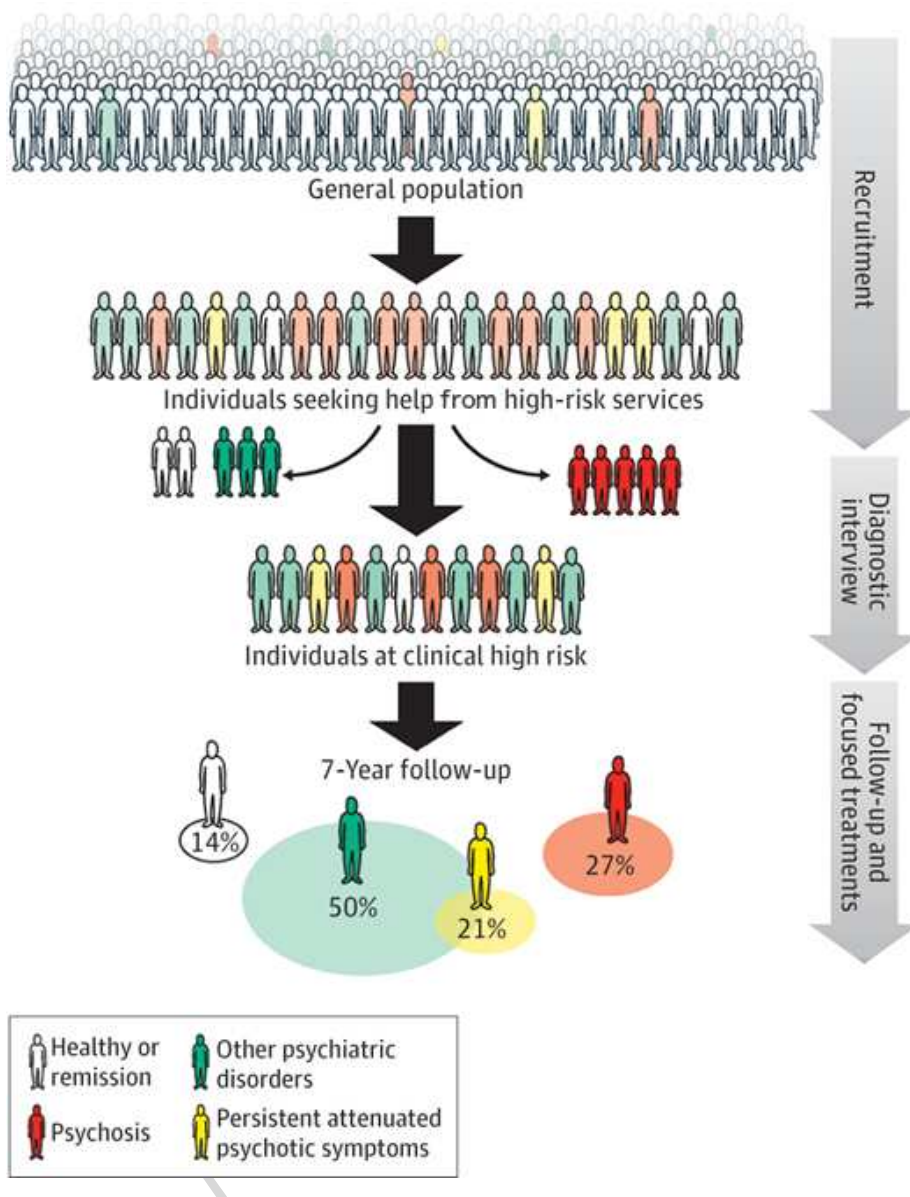 General population
Recruitment
Individuals seeking help from high-risk services
Diagnostic
interview
Individuals at clinical high risk
7-Year follow-up
Follow-up and
focused treatments
14%
50%
21%
27%
Healthy or
remission
Other psychiatric
disorders
Psychosis
Persistent attenuated
psychotic symptoms